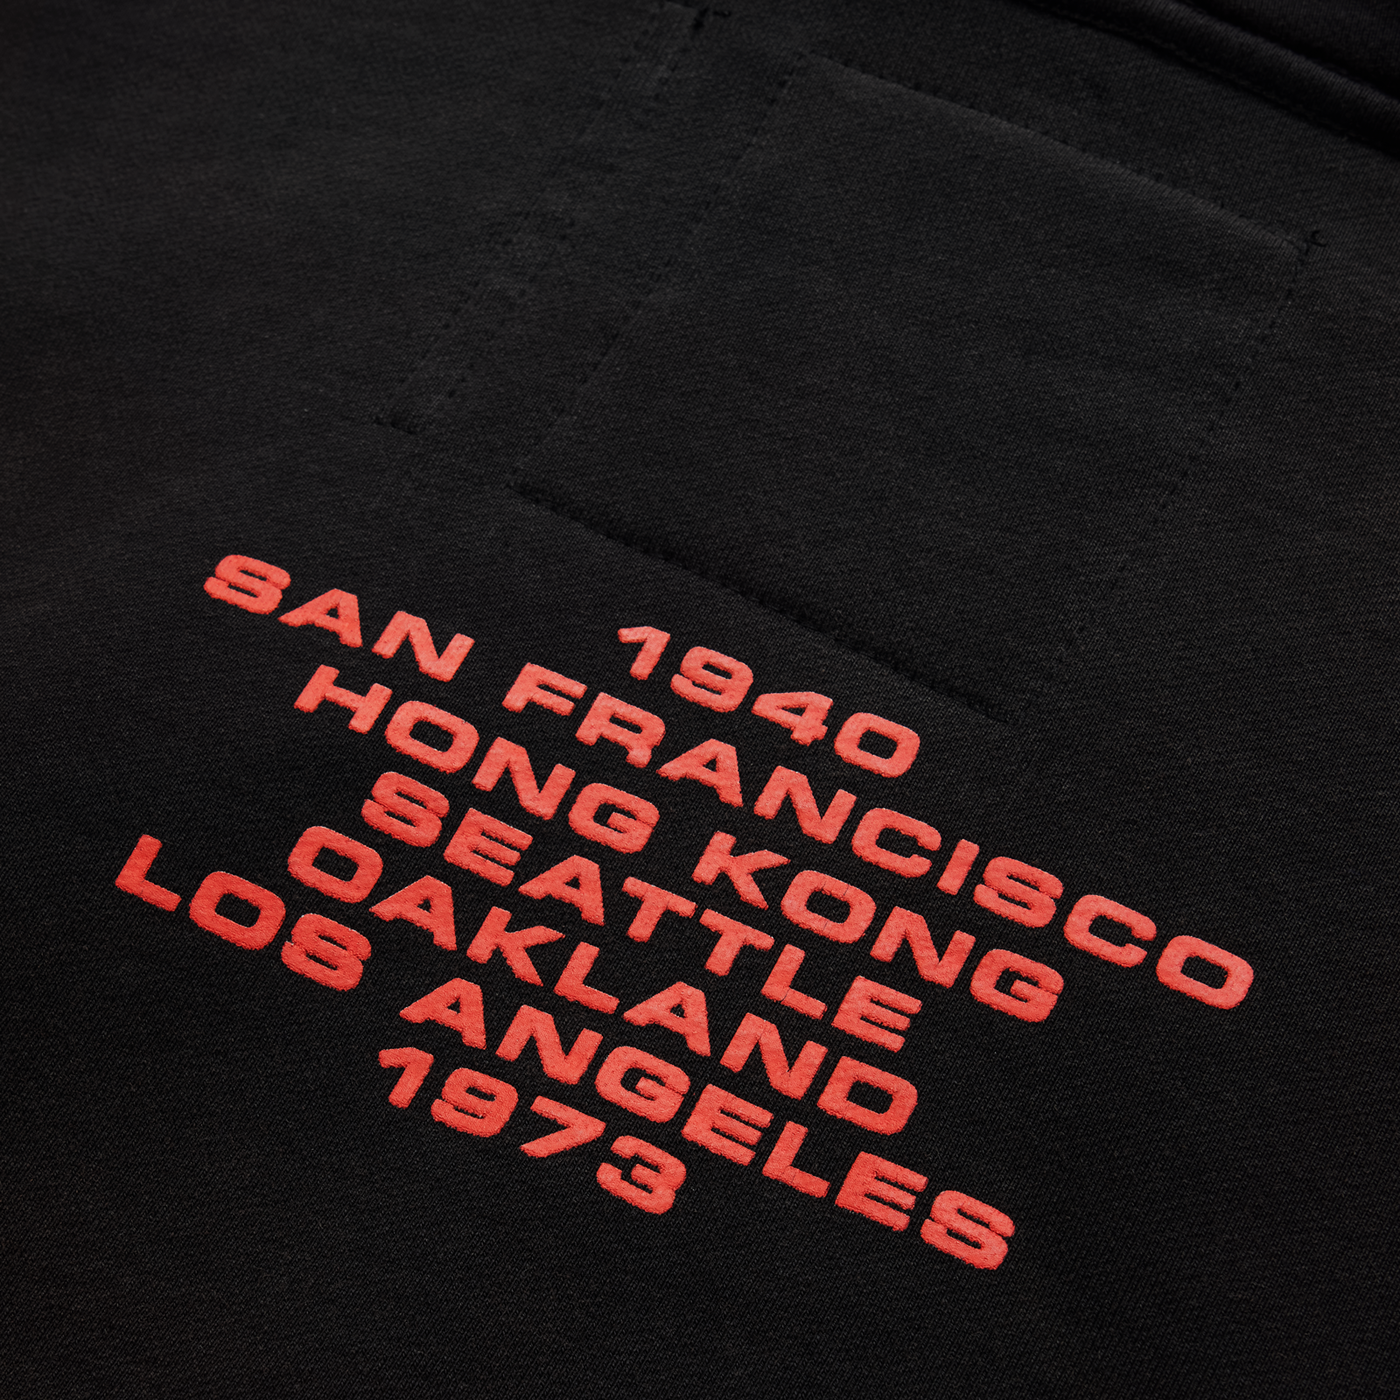 1940
SAN FRANCISCO
HONG KONG
SEATTLE
OAKLAND
LOS ANGELES
1973